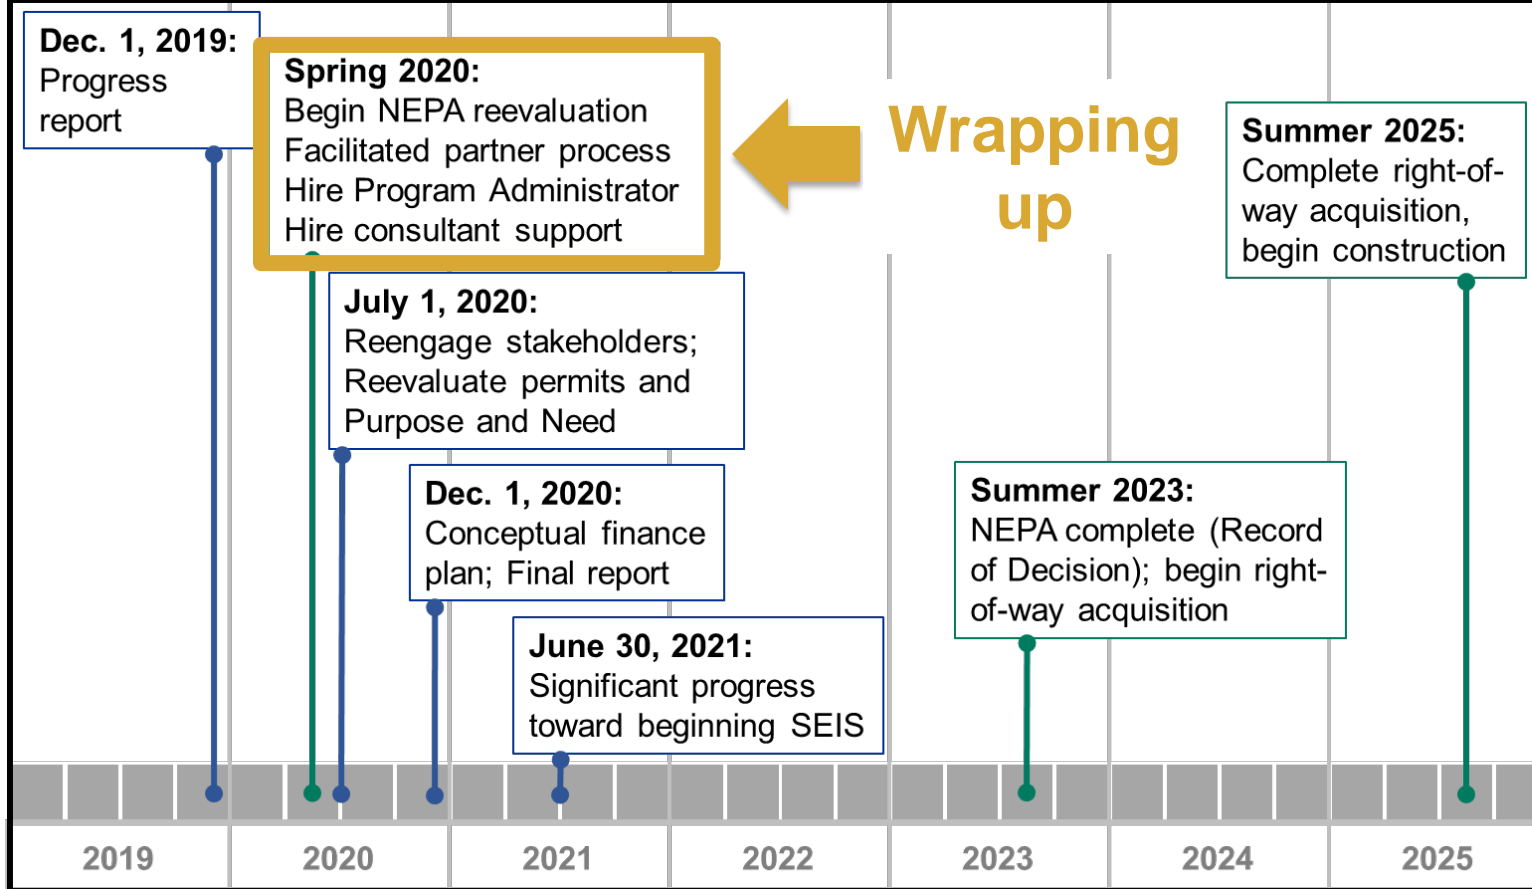 Dec. 1, 2019:
Progress
report
Spring 2020:
Begin NEPA reevaluation
Facilitated partner process
Hire Program Administrator
Hire consultant support
Wrapping
up
Summer 2025:
Complete right-of-
way acquisition,
begin construction
July 1, 2020:
Reengage stakeholders;
Reevaluate permits and
Purpose and Need
Dec. 1, 2020:
Conceptual finance
plan; Final report
Summer 2023:
NEPA complete (Record
of Decision); begin right-
of-way acquisition
June 30, 2021:
Significant progress
toward beginning SEIS
2019 2020 2021 2022 2023 2024 2025